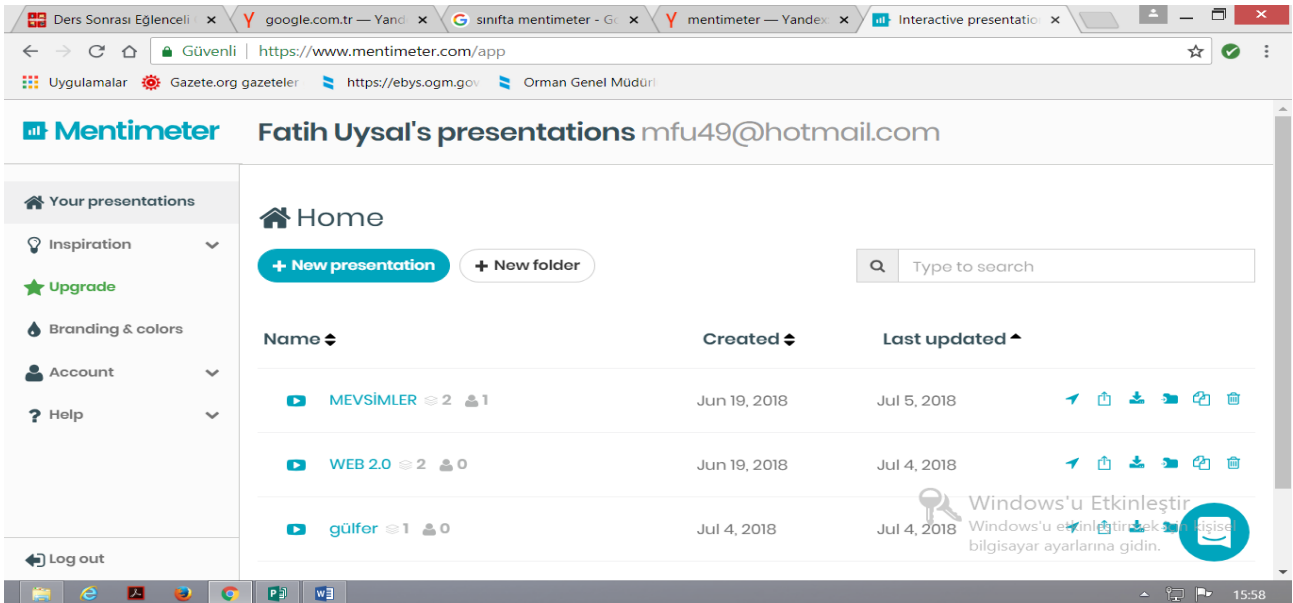 Ders Sonrası Eğlenceli
google.com.tr — Yand
sınıfta mentimeter - Go
mentimeter — Yandex
Interactive presentatio
Güvenli | https://www.mentimeter.com/app
Uygulamalar Gazete.org gazeteler https://ebys.ogm.gov Orman Genel Müdürl
Mentimeter
Fatih Uysal's presentations mfu49@hotmail.com
Your presentations
Inspiration
Upgrade
Branding & colors
Account
? Help
Log out
Home
+ New presentation + New folder
Type to search
Name Created Last updated
MEVSİMLER 2 1 Jun 19, 2018 Jul 5, 2018
WEB 2.0 2 0 Jun 19, 2018 Jul 4, 2018
gülfer 1 0 Jul 4, 2018 Jul 4, 2018
Windows'u Etkinleştir
Windows'u etkinleştirmek için kişisel
bilgisayar ayarlarına gidin.
15:58